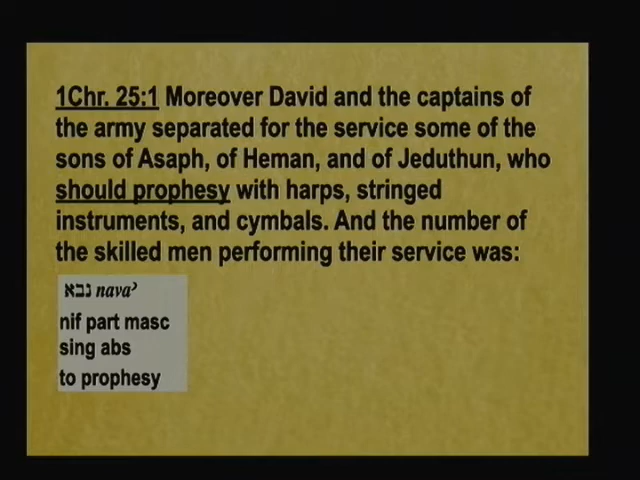 1Chr. 25:1 Moreover David and the captains of
the army separated for the service some of the
sons of Asaph, of Heman, and of Jeduthun, who
should prophesy with harps, stringed
instruments, and cymbals. And the number of
the skilled men performing their service was:
נבא nava’
nif part masc
sing abs
to prophesy